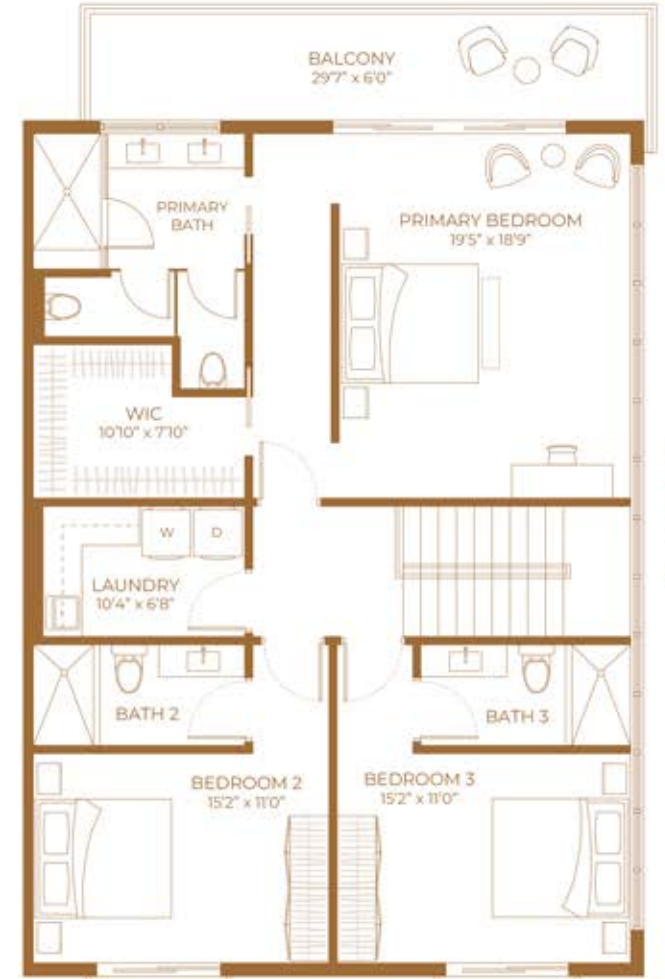 BALCONY
29'7" x 6'0"
PRIMARY
BATH
PRIMARY BEDROOM
19'5" x 18'9"
WIC
10'10" x 7'10"
W
D
LAUNDRY
10'4" x 6'8"
BATH 2
BATH 3
BEDROOM 2
15'2" x 11'0"
BEDROOM 3
15'2" x 11'0"